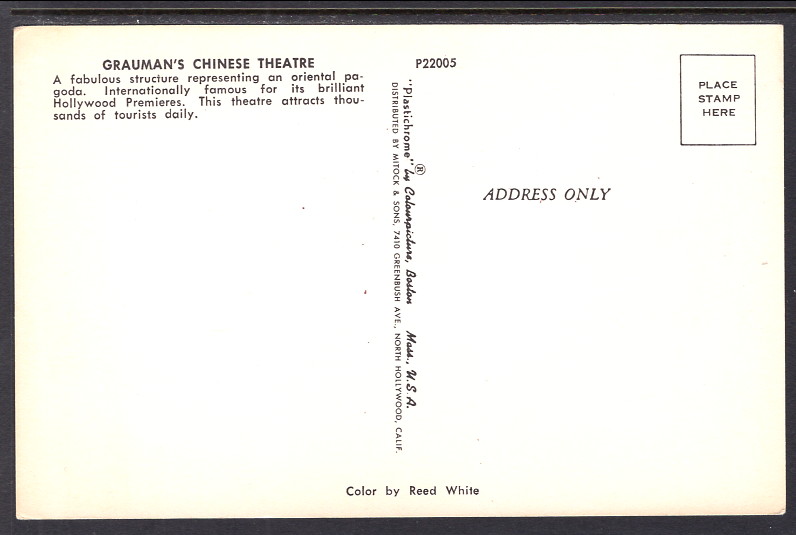 GRAUMAN'S CHINESE THEATRE
A fabulous structure representing an oriental pa-
goda. Internationally famous for its brilliant
Hollywood Premieres. This theatre attracts thou-
sands of tourists daily.
P22005
"Plastichrome"® by Colourpicture, Boston Mass., U.S.A.
DISTRIBUTED BY MITOCK & SONS, 7410 GREENBUSH AVE., NORTH HOLLYWOOD, CALIF.
PLACE
STAMP
HERE
ADDRESS ONLY
Color by Reed White